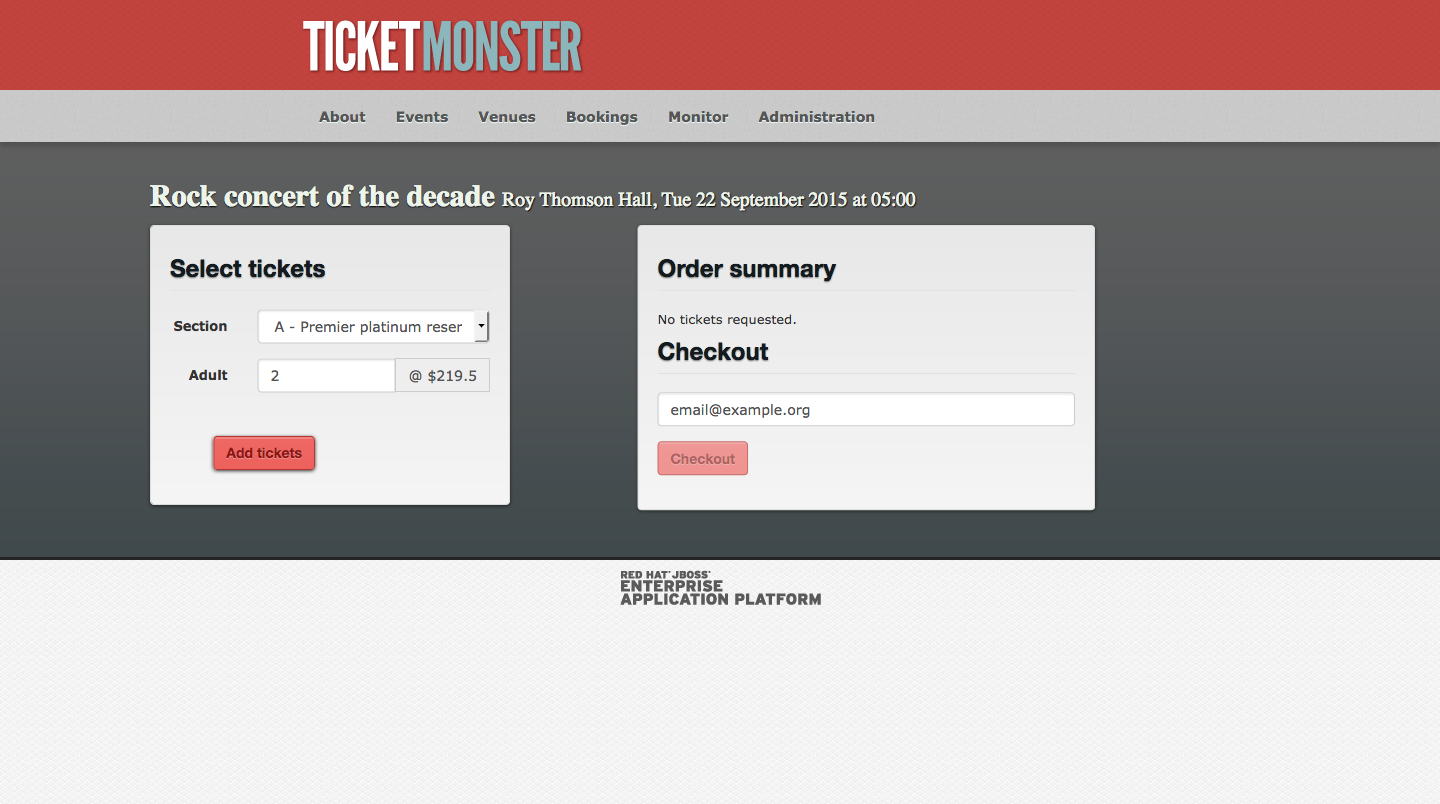 TICKETMONSTER
About Events Venues Bookings Monitor Administration
Rock concert of the decade Roy Thomson Hall, Tue 22 September 2015 at 05:00
Select tickets
Section A - Premier platinum reser
Adult 2 @ $219.5
Add tickets
Order summary
No tickets requested.
Checkout
email@example.org
Checkout
RED HAT JBOSS
ENTERPRISE
APPLICATION PLATFORM